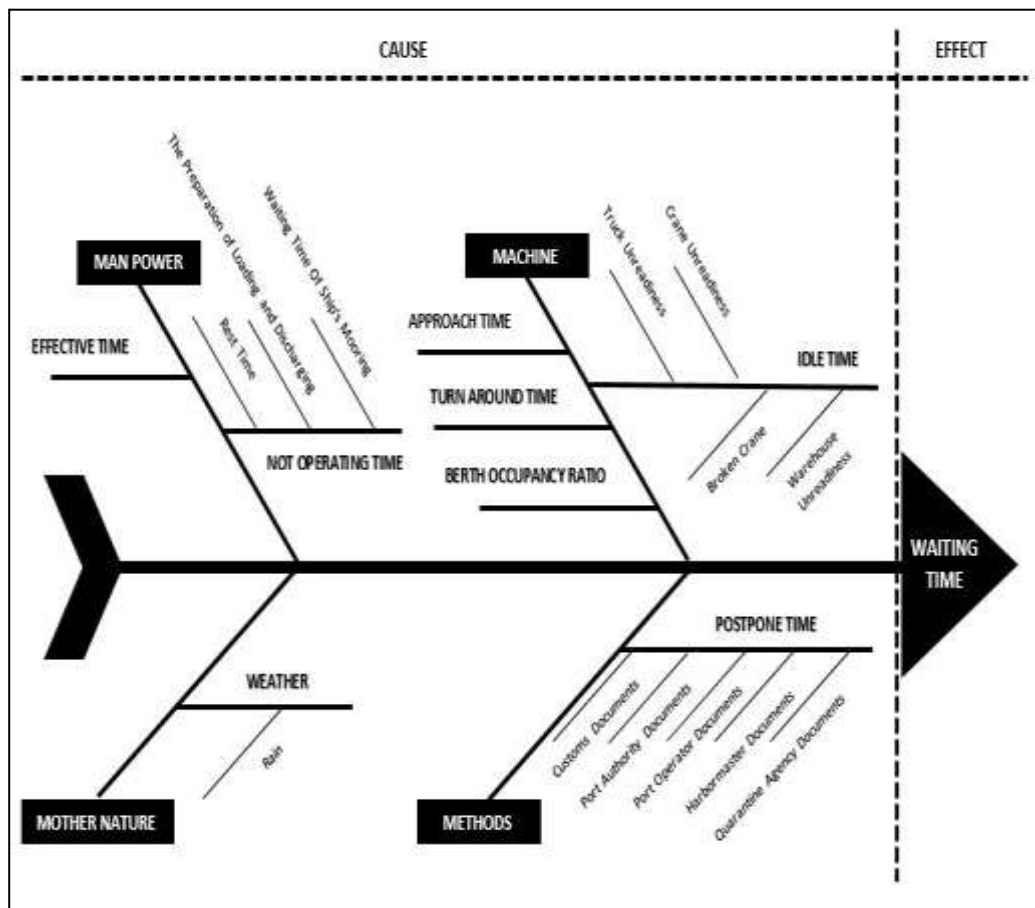 CAUSE
EFFECT
The Preparation of Loading and Discharging
Waiting Time Of Ship's Mooring
Rest Time
MAN POWER
EFFECTIVE TIME
NOT OPERATING TIME
Truck Unreadiness
Crane Unreadiness
MACHINE
APPROACH TIME
IDLE TIME
TURN AROUND TIME
BERTH OCCUPANCY RATIO
Broken Crane
Warehouse
Unreadiness
WAITING
TIME
POSTPONE TIME
WEATHER
Rain
Customs Documents
Port Authority Documents
Port Operator Documents
Harbormaster Documents
Quarantine Agency Documents
MOTHER NATURE
METHODS